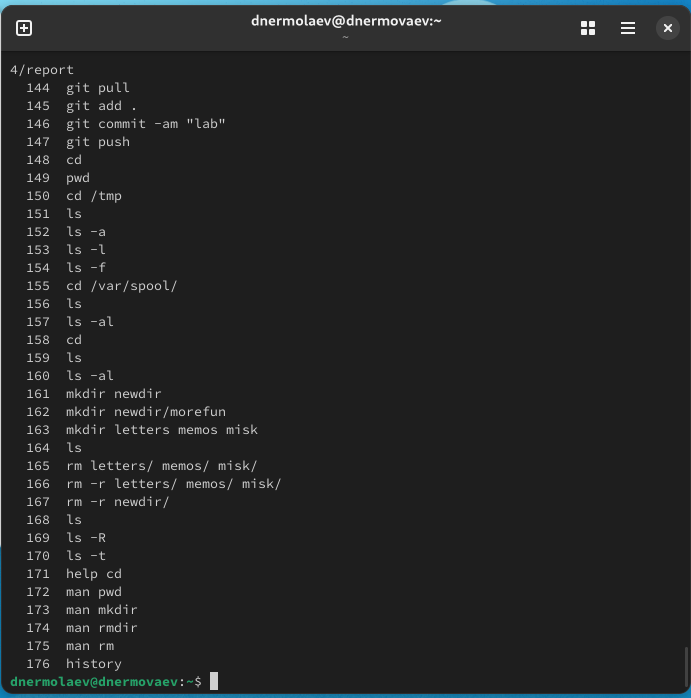 dnermolaev@dnermovaev:~
~
4/report
144 git pull
145 git add .
146 git commit -am "lab"
147 git push
148 cd
149 pwd
150 cd /tmp
151 ls
152 ls -a
153 ls -l
154 ls -f
155 cd /var/spool/
156 ls
157 ls -al
158 cd
159 ls
160 ls -al
161 mkdir newdir
162 mkdir newdir/morefun
163 mkdir letters memos misk
164 ls
165 rm letters/ memos/ misk/
166 rm -r letters/ memos/ misk/
167 rm -r newdir/
168 ls
169 ls -R
170 ls -t
171 help cd
172 man pwd
173 man mkdir
174 man rmdir
175 man rm
176 history
dnermolaev@dnermovaev:~$